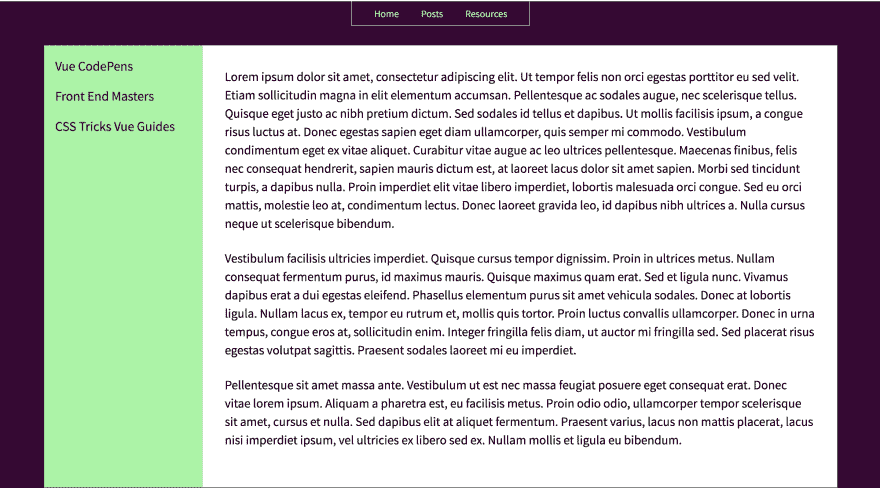 Home Posts Resources
Vue CodePens
Front End Masters
CSS Tricks Vue Guides
Lorem ipsum dolor sit amet, consectetur adipiscing elit. Ut tempor felis non orci egestas porttitor eu sed velit.
Etiam sollicitudin magna in elit elementum accumsan. Pellentesque ac sodales augue, nec scelerisque tellus.
Quisque eget justo ac nibh pretium dictum. Sed sodales id tellus et dapibus. Ut mollis facilisis ipsum, a congue
risus luctus at. Donec egestas sapien eget diam ullamcorper, quis semper mi commodo. Vestibulum
condimentum eget ex vitae aliquet. Curabitur vitae augue ac leo ultrices pellentesque. Maecenas finibus, felis
nec consequat hendrerit, sapien mauris dictum est, at laoreet lacus dolor sit amet sapien. Morbi sed tincidunt
turpis, a dapibus nulla. Proin imperdiet elit vitae libero imperdiet, lobortis malesuada orci congue. Sed eu orci
mattis, molestie leo at, condimentum lectus. Donec laoreet gravida leo, id dapibus nibh ultrices a. Nulla cursus
neque ut scelerisque bibendum.
Vestibulum facilisis ultricies imperdiet. Quisque cursus tempor dignissim. Proin in ultrices metus. Nullam
consequat fermentum purus, id maximus mauris. Quisque maximus quam erat. Sed et ligula nunc. Vivamus
dapibus erat a dui egestas eleifend. Phasellus elementum purus sit amet vehicula sodales. Donec at lobortis
ligula. Nullam lacus ex, tempor eu rutrum et, mollis quis tortor. Proin luctus convallis ullamcorper. Donec in urna
tempus, congue eros at, sollicitudin enim. Integer fringilla felis diam, ut auctor mi fringilla sed. Sed placerat risus
egestas volutpat sagittis. Praesent sodales laoreet mi eu imperdiet.
Pellentesque sit amet massa ante. Vestibulum ut est nec massa feugiat posuere eget consequat erat. Donec
vitae lorem ipsum. Aliquam a pharetra est, eu facilisis metus. Proin odio odio, ullamcorper tempor scelerisque
sit amet, cursus et nulla. Sed dapibus elit at aliquet fermentum. Praesent varius, lacus non mattis placerat, lacus
nisi imperdiet ipsum, vel ultricies ex libero sed ex. Nullam mollis et ligula eu bibendum.